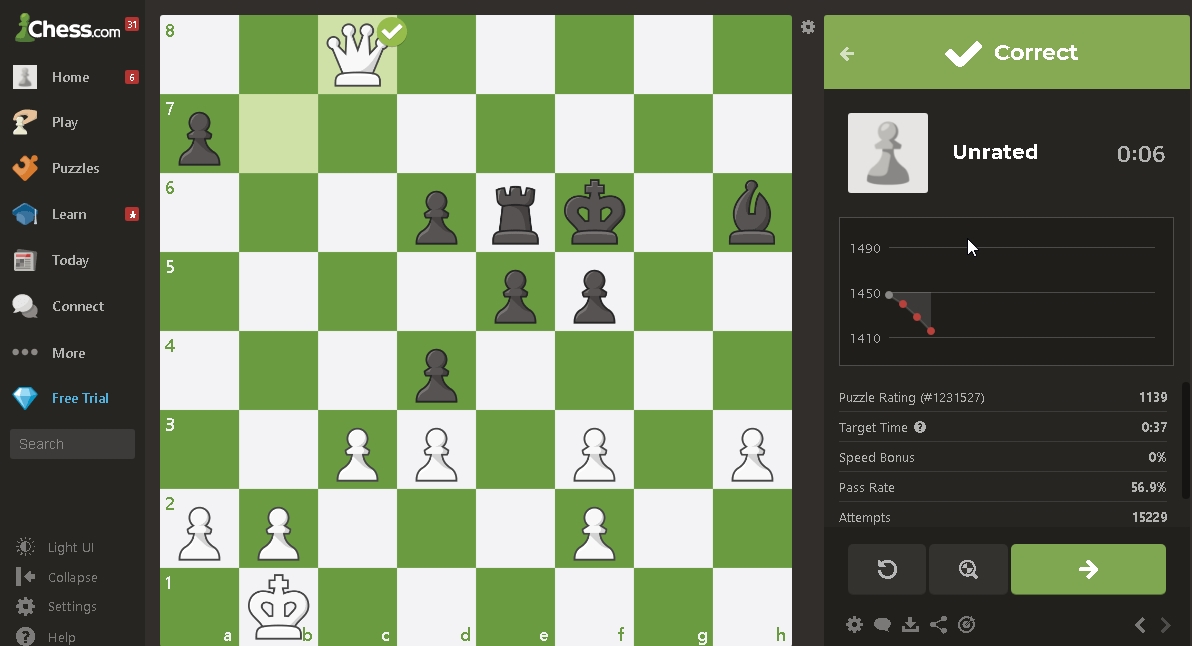 Chess.com 31
Home 6
Play
Puzzles
Learn
Today
Connect
More
Free Trial
Search
Light UI
Collapse
Settings
Help
8
7
6
5
4
3
2
1
a b c d e f g h
Correct
Unrated 0:06
1490
1450
1410
Puzzle Rating (#1231527) 1139
Target Time ? 0:37
Speed Bonus 0%
Pass Rate 56.9%
Attempts 15229